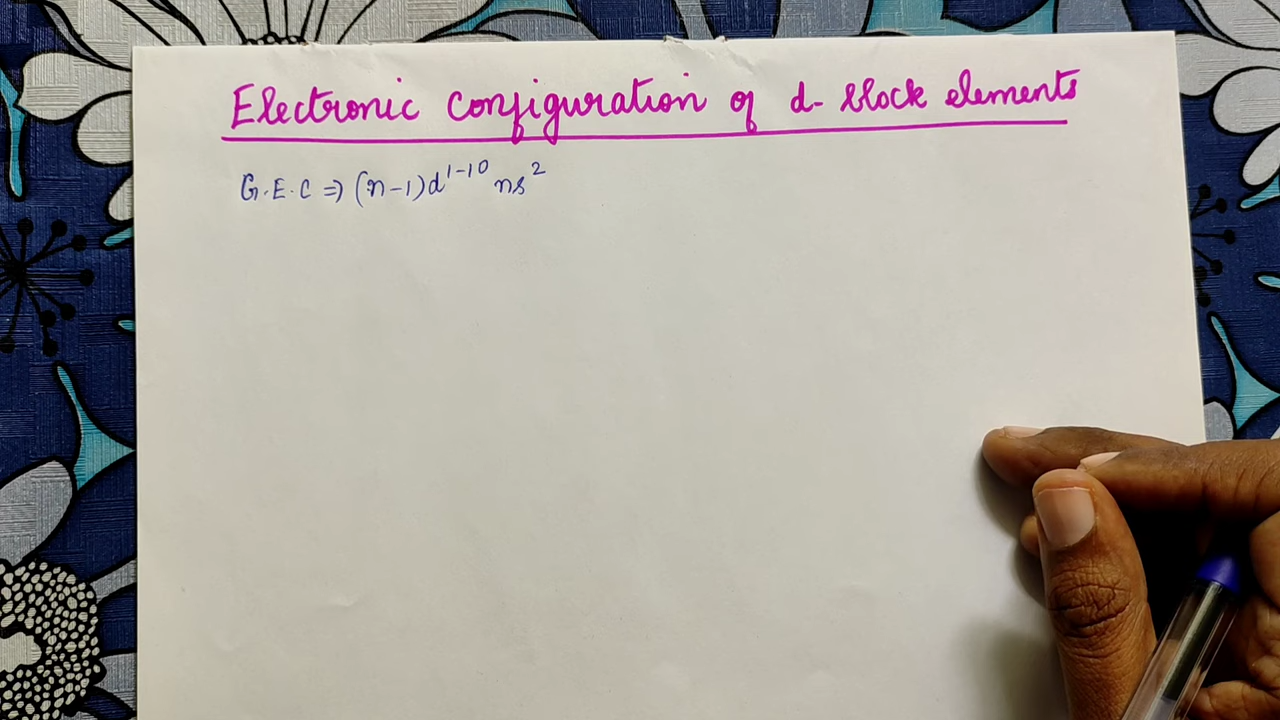 Electronic configuration of d- block elements
G.E.C ⇒ (n-1)d¹⁻¹⁰ ns²